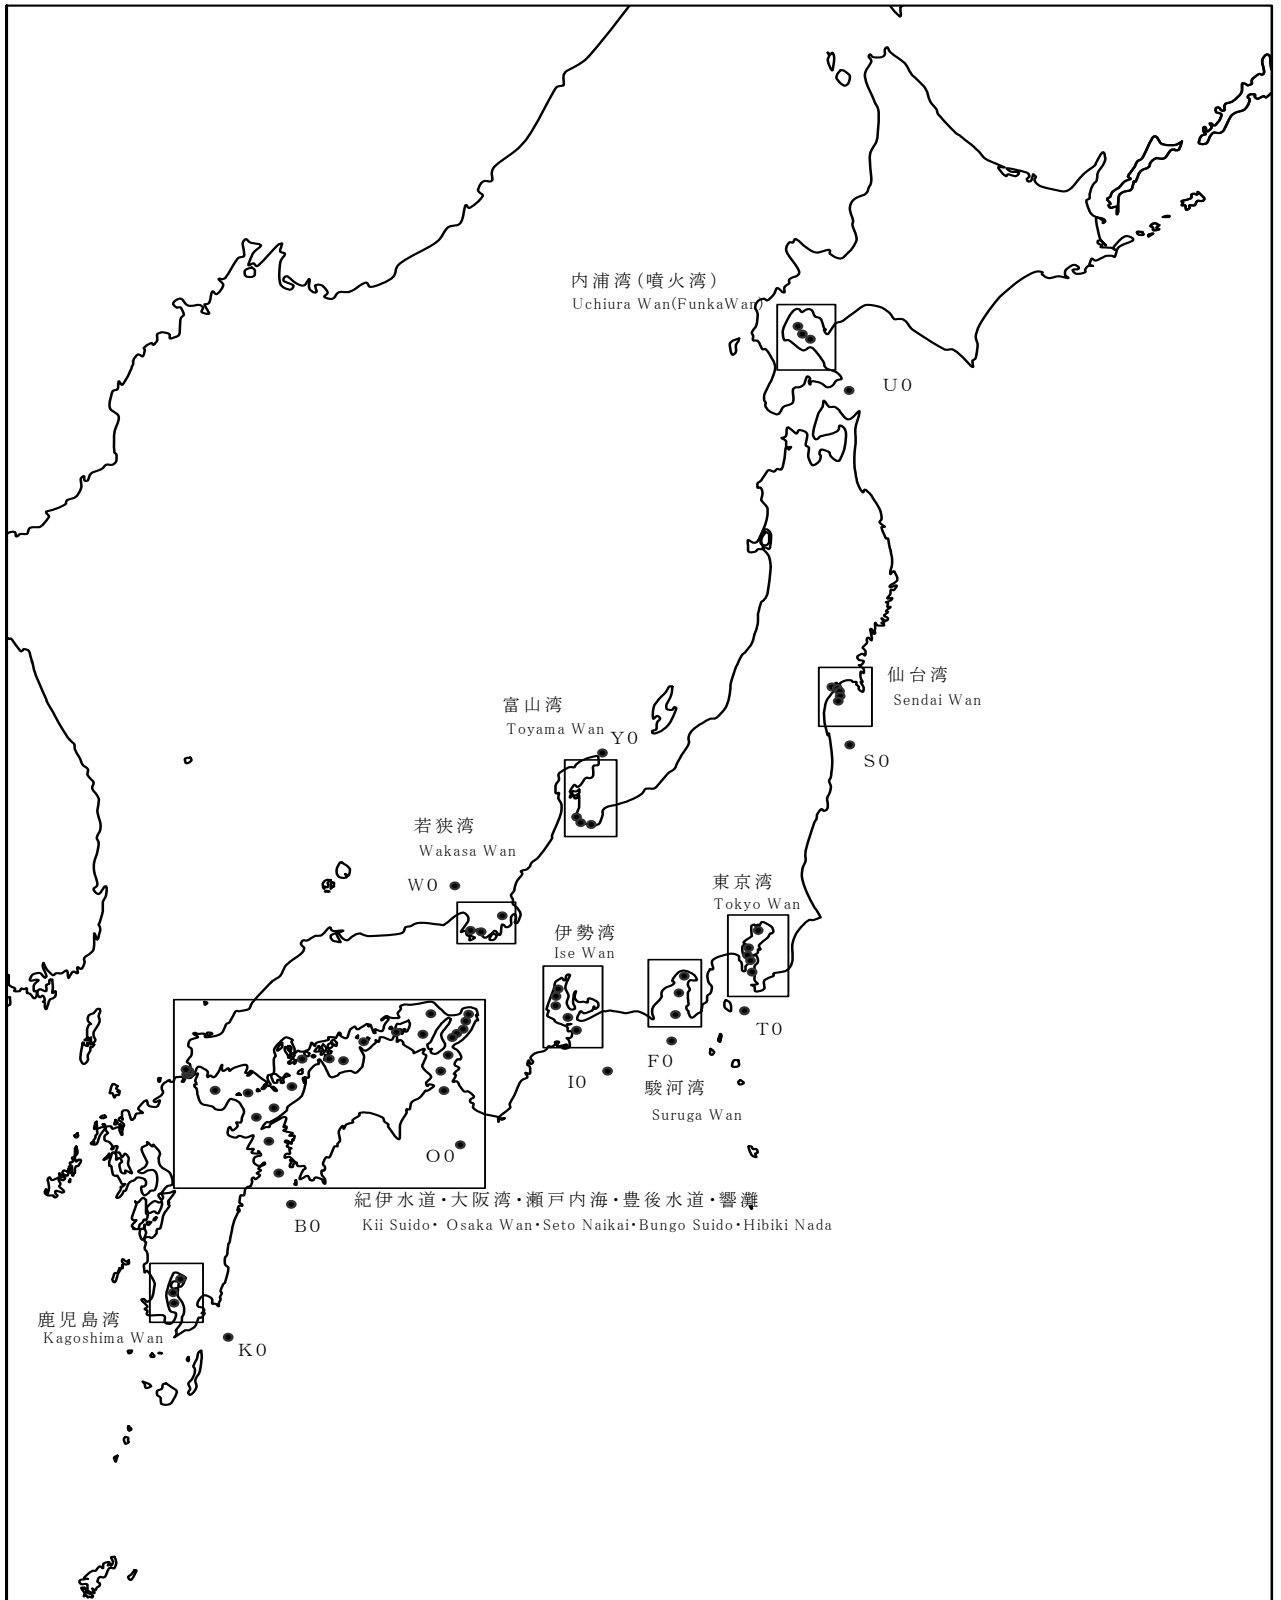 内浦湾(噴火湾)
Uchiura Wan(FunkaWan)
U0
仙台湾
Sendai Wan
S0
富山湾
Toyama Wan
Y0
若狭湾
Wakasa Wan
W0
東京湾
Tokyo Wan
T0
伊勢湾
Ise Wan
I0
F0
駿河湾
Suruga Wan
O0
紀伊水道・大阪湾・瀬戸内海・豊後水道・響灘
Kii Suido・ Osaka Wan・Seto Naikai・Bungo Suido・Hibiki Nada
B0
鹿児島湾
Kagoshima Wan
K0